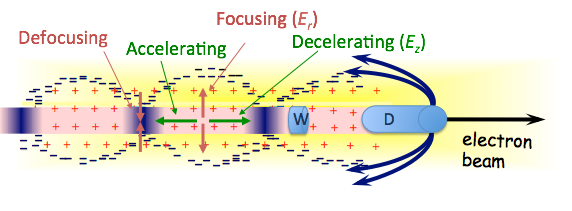 Focusing (Er)
Defocusing
Accelerating
Decelerating (Ez)
W
D
electron
beam